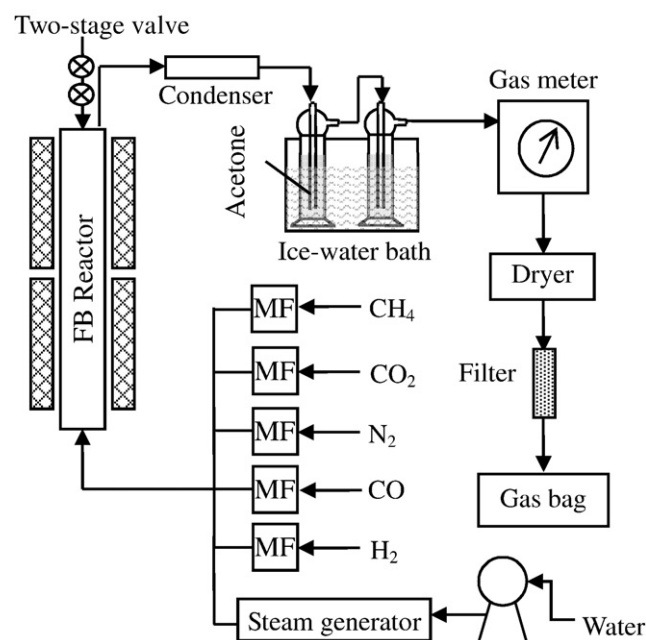 Two-stage valve
Condenser
Gas meter
Acetone
Ice-water bath
FB Reactor
Dryer
MF
CH₄
MF
CO₂
Filter
MF
N₂
MF
CO
Gas bag
MF
H₂
Steam generator
Water